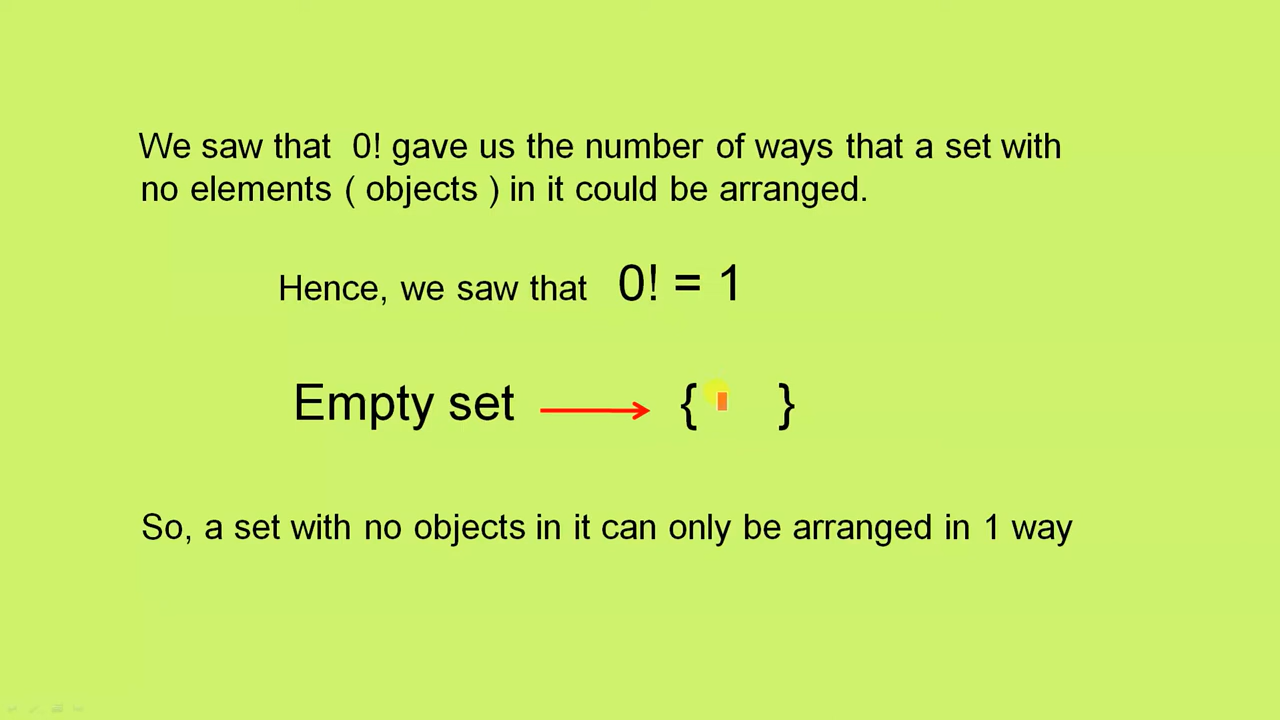 We saw that 0! gave us the number of ways that a set with
no elements ( objects ) in it could be arranged.
Hence, we saw that 0! = 1
Empty set → { }
So, a set with no objects in it can only be arranged in 1 way